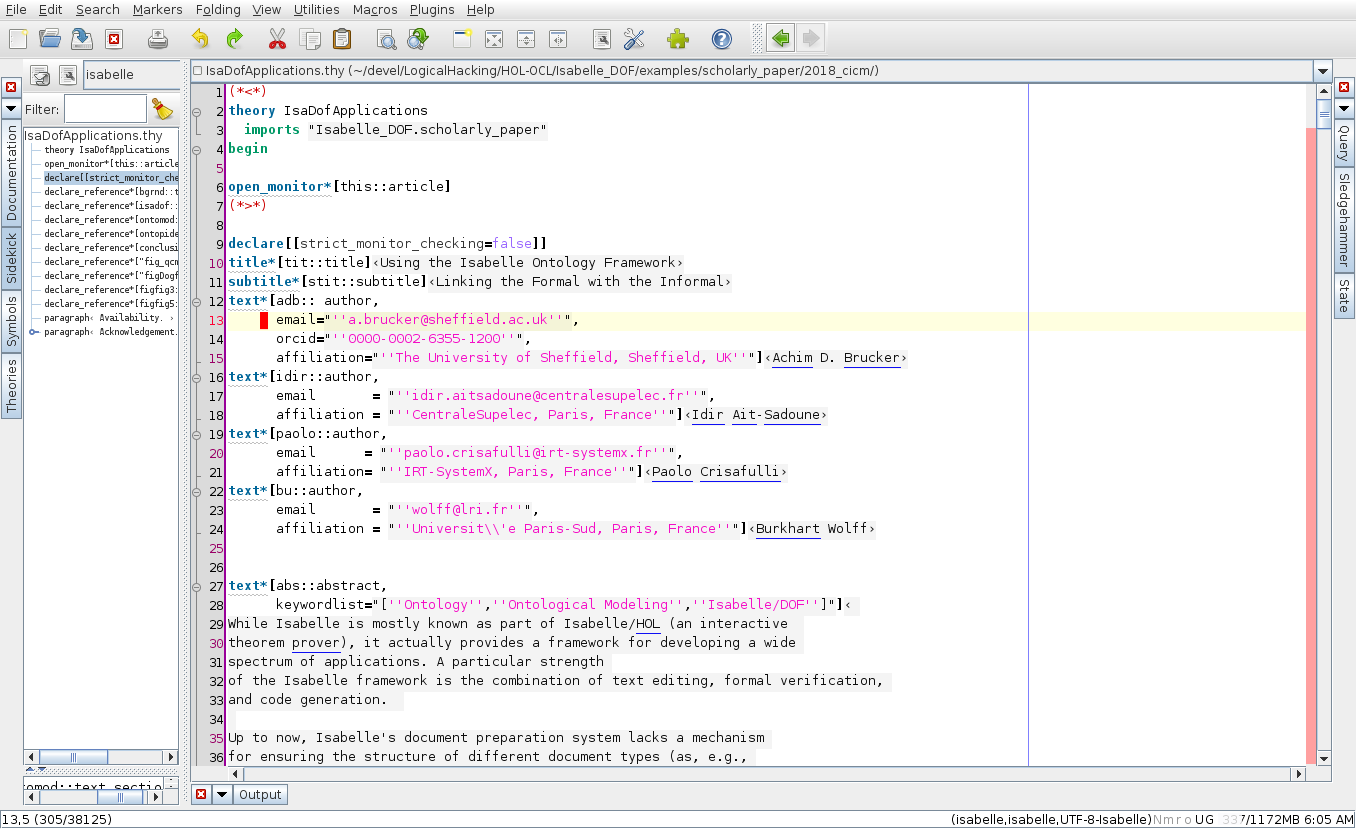 File Edit Search Markers Folding View Utilities Macros Plugins Help
isabelle
IsaDofApplications.thy (~/devel/LogicalHacking/HOL-OCL/Isabelle_DOF/examples/scholarly_paper/2018_cicm/)
Filter:
IsaDofApplications.thy
theory IsaDofApplications
open_monitor*[this::article
declare[[strict_monitor_che
declare_reference*[bgrnd::t
declare_reference*[isadof:
declare_reference*[ontomod:
declare_reference*[ontopide
declare_reference*[conclusi
declare_reference*["fig_qcm
declare_reference*["figDogf
declare_reference*[figfig3:
declare_reference*[figfig5:
paragraph‹ Availability. ›
paragraph‹ Acknowledgement.
omod::text_sectio
Documentation
Sidekick
Symbols
Theories
1 (*<*)
2 theory IsaDofApplications
3 imports "Isabelle_DOF.scholarly_paper"
4 begin
5
6 open_monitor*[this::article]
7 (*>*)
8
9 declare[[strict_monitor_checking=false]]
10 title*[tit::title]‹Using the Isabelle Ontology Framework›
11 subtitle*[stit::subtitle]‹Linking the Formal with the Informal›
12 text*[adb:: author,
13 email="''a.brucker@sheffield.ac.uk''",
14 orcid="''0000-0002-6355-1200''",
15 affiliation="''The University of Sheffield, Sheffield, UK''"]‹Achim D. Brucker›
16 text*[idir::author,
17 email = "''idir.aitsadoune@centralesupelec.fr''",
18 affiliation = "''CentraleSupelec, Paris, France''"]‹Idir Ait-Sadoune›
19 text*[paolo::author,
20 email = "''paolo.crisafulli@irt-systemx.fr''",
21 affiliation= "''IRT-SystemX, Paris, France''"]‹Paolo Crisafulli›
22 text*[bu::author,
23 email = "''wolff@lri.fr''",
24 affiliation = "''Universit\\'e Paris-Sud, Paris, France''"]‹Burkhart Wolff›
25
26
27 text*[abs::abstract,
28 keywordlist="[''Ontology'',''Ontological Modeling'',''Isabelle/DOF'']"]‹
29 While Isabelle is mostly known as part of Isabelle/HOL (an interactive
30 theorem prover), it actually provides a framework for developing a wide
31 spectrum of applications. A particular strength
32 of the Isabelle framework is the combination of text editing, formal verification,
33 and code generation.
34
35 Up to now, Isabelle's document preparation system lacks a mechanism
36 for ensuring the structure of different document types (as, e.g.,
Query
Sledgehammer
State
Output
13,5 (305/38125)
(isabelle,isabelle,UTF-8-Isabelle)N m r o UG 337/1172MB 6:05 AM